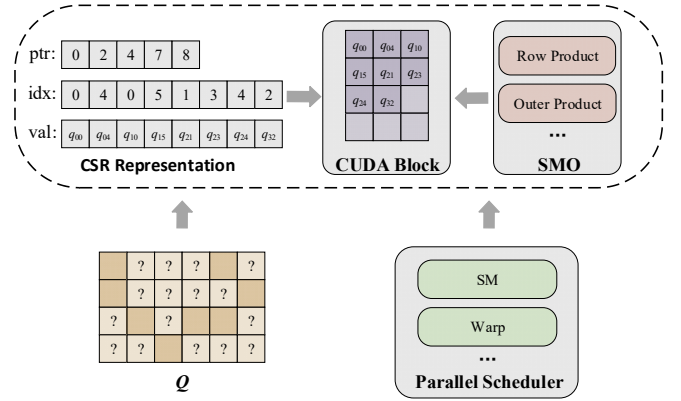 ptr: 0 2 4 7 8
idx: 0 4 0 5 1 3 4 2
val: q00 q04 q10 q15 q21 q23 q24 q32
CSR Representation
q00 q04 q10
q15 q21 q23
q24 q32
CUDA Block
Row Product
Outer Product
...
SMO
? ? ? ?
? ? ? ?
? ? ?
? ? ? ? ?
Q
SM
Warp
...
Parallel Scheduler